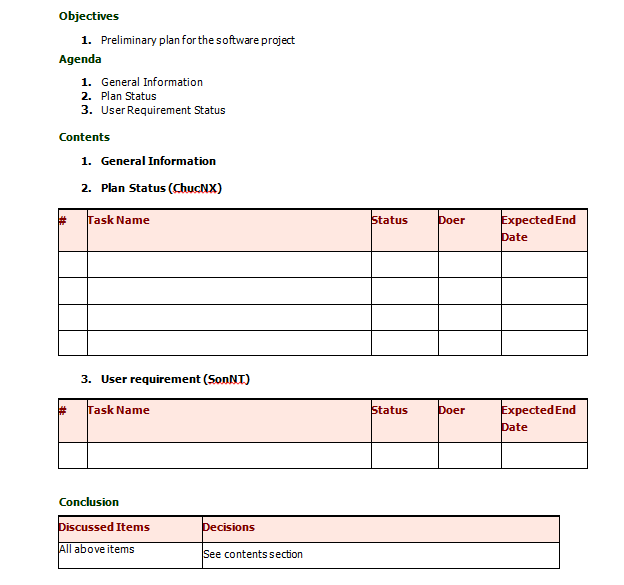 Objectives
1. Preliminary plan for the software project
Agenda
1. General Information
2. Plan Status
3. User Requirement Status
Contents
1. General Information
2. Plan Status (ChucNX)
# Task Name Status Doer Expected End
Date
3. User requirement (SonNT)
# Task Name Status Doer Expected End
Date
Conclusion
Discussed Items Decisions
All above items See contents section